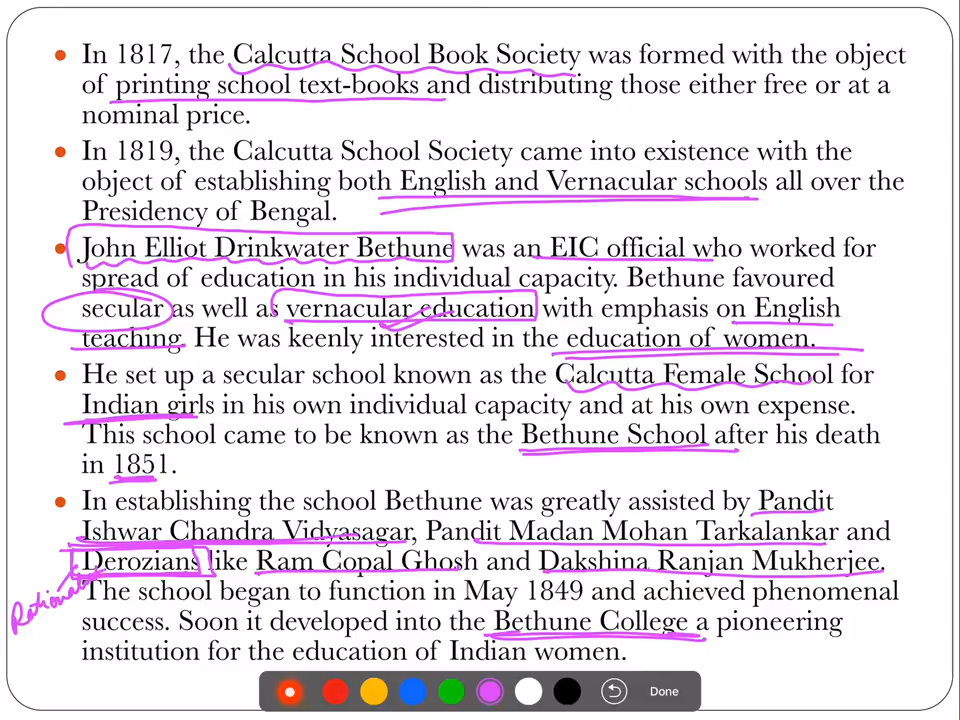 In 1817, the Calcutta School Book Society was formed with the object
of printing school text-books and distributing those either free or at a
nominal price.
In 1819, the Calcutta School Society came into existence with the
object of establishing both English and Vernacular schools all over the
Presidency of Bengal.
John Elliot Drinkwater Bethune was an EIC official who worked for
spread of education in his individual capacity. Bethune favoured
secular as well as vernacular education with emphasis on English
teaching. He was keenly interested in the education of women.
He set up a secular school known as the Calcutta Female School for
Indian girls in his own individual capacity and at his own expense.
This school came to be known as the Bethune School after his death
in 1851.
In establishing the school Bethune was greatly assisted by Pandit
Ishwar Chandra Vidyasagar, Pandit Madan Mohan Tarkalankar and
Derozians like Ram Copal Ghosh and Dakshina Ranjan Mukherjee.
The school began to function in May 1849 and achieved phenomenal
success. Soon it developed into the Bethune College a pioneering
institution for the education of Indian women.
Done